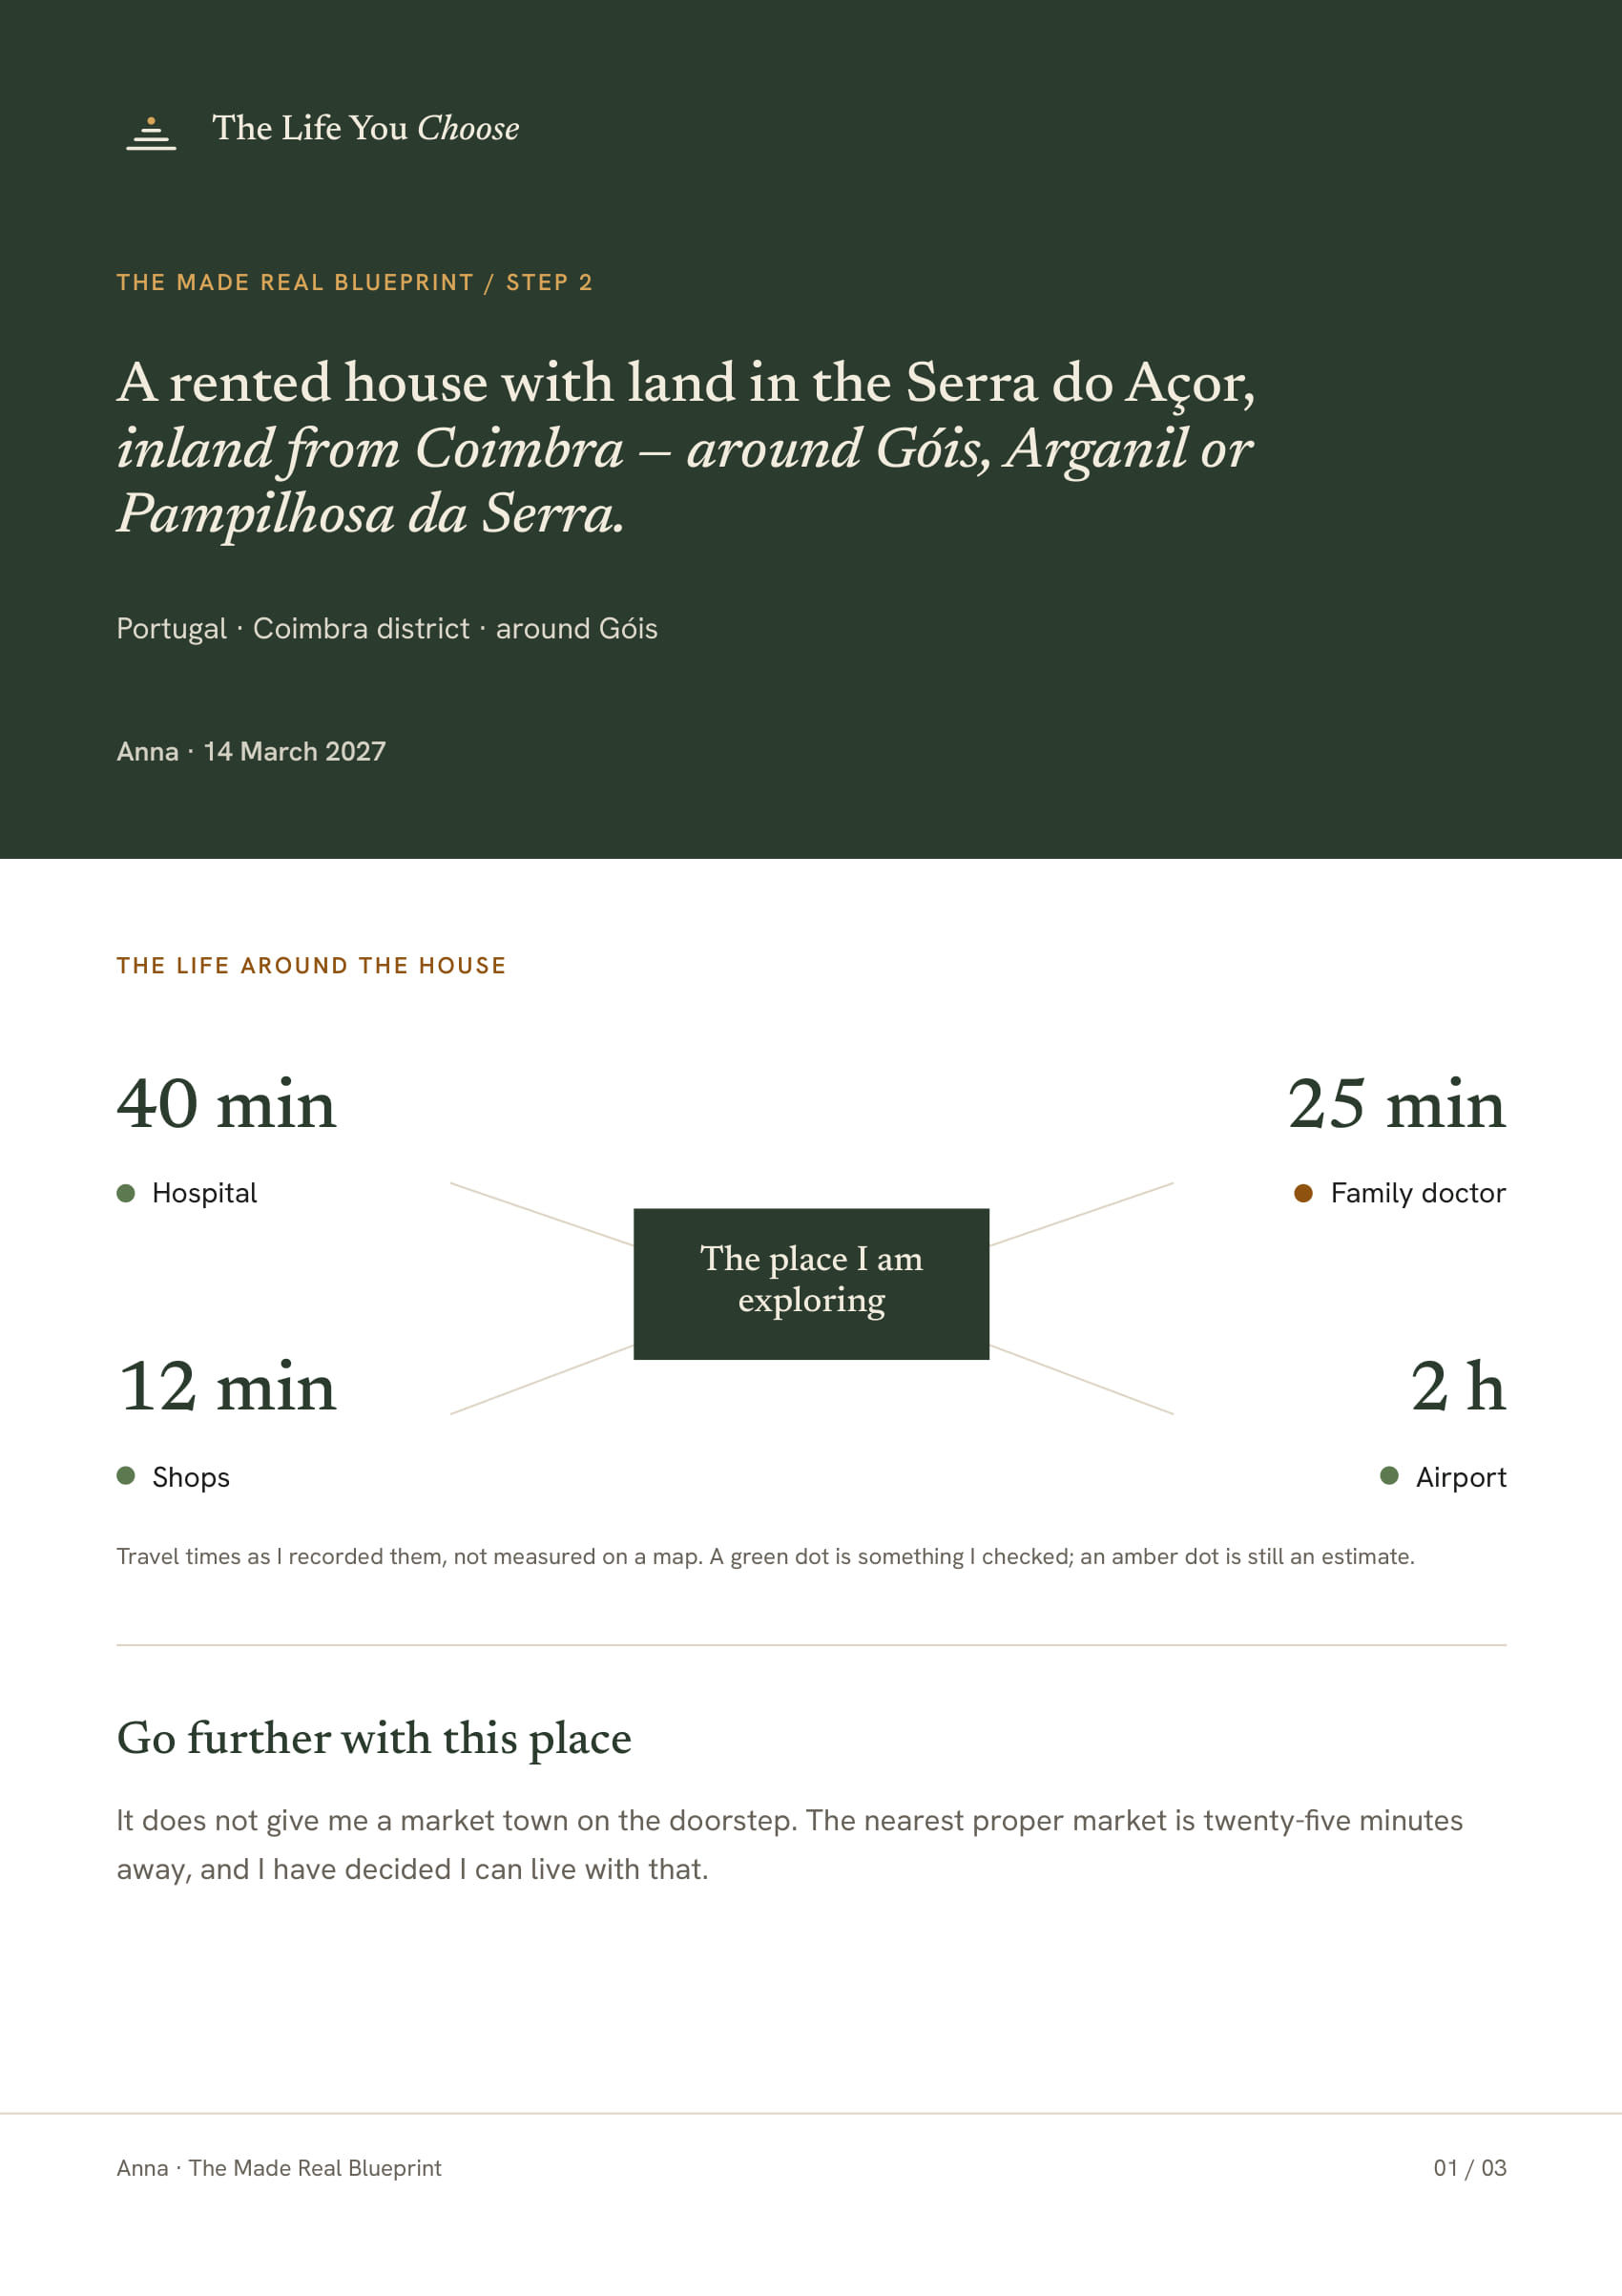 The Life You Choose
THE MADE REAL BLUEPRINT / STEP 2
A rented house with land in the Serra do Açor,
inland from Coimbra – around Góis, Arganil or
Pampilhosa da Serra.
Portugal · Coimbra district · around Góis
Anna · 14 March 2027
THE LIFE AROUND THE HOUSE
40 min
Hospital
25 min
Family doctor
The place I am
exploring
12 min
Shops
2 h
Airport
Travel times as I recorded them, not measured on a map. A green dot is something I checked; an amber dot is still an estimate.
Go further with this place
It does not give me a market town on the doorstep. The nearest proper market is twenty-five minutes
away, and I have decided I can live with that.
Anna · The Made Real Blueprint
01 / 03